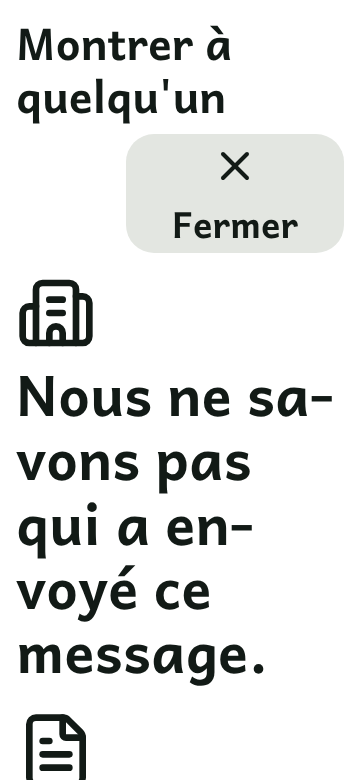 Montrer à
quelqu'un
Fermer
Nous ne sa-
vons pas
qui a en-
voyé ce
message.